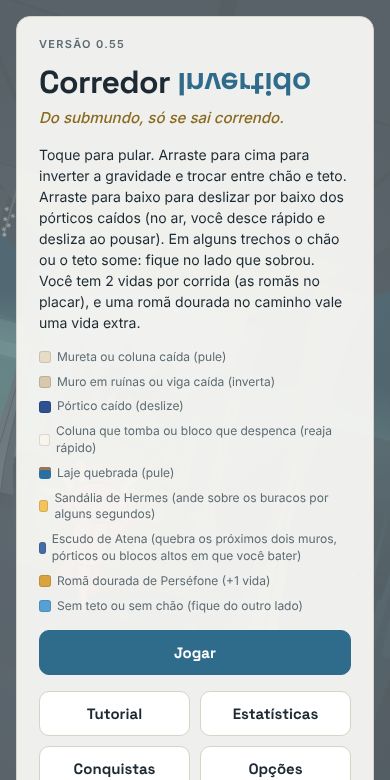 VERSÃO 0.55
Corredor Invertido
Do submundo, só se sai correndo.
Toque para pular. Arraste para cima para
inverter a gravidade e trocar entre chão e teto.
Arraste para baixo para deslizar por baixo dos
pórticos caídos (no ar, você desce rápido e
desliza ao pousar). Em alguns trechos o chão
ou o teto some: fique no lado que sobrou.
Você tem 2 vidas por corrida (as romãs no
placar), e uma romã dourada no caminho vale
uma vida extra.
Mureta ou coluna caída (pule)
Muro em ruínas ou viga caída (inverta)
Pórtico caído (deslize)
Coluna que tomba ou bloco que despenca (reaja
rápido)
Laje quebrada (pule)
Sandália de Hermes (ande sobre os buracos por
alguns segundos)
Escudo de Atena (quebra os próximos dois muros,
pórticos ou blocos altos em que você bater)
Romã dourada de Perséfone (+1 vida)
Sem teto ou sem chão (fique do outro lado)
Jogar
Tutorial
Estatísticas
Conquistas
Opções